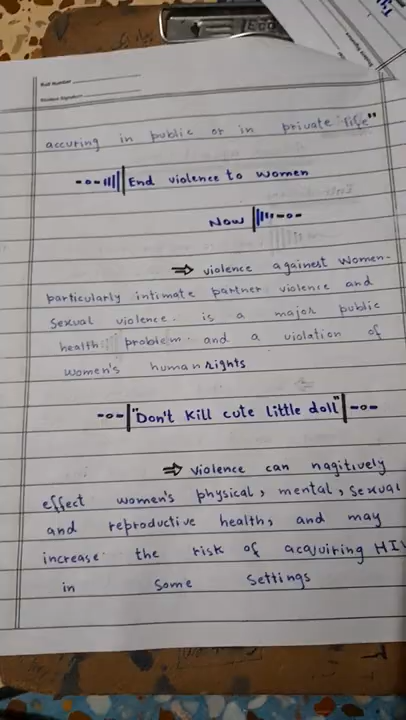 Roll Number
accuring in public or in private life"
-o-||||| End violence to women
Now |||||-o-
⇒ violence againest women-
particularly intimate partner violence and
sexual violence. is a major public
health problem and a violation of
women's human rights
-o-| "Don't kill cute little doll" |-o-
⇒ violence can nagitively
effect women's physical, mental, sexual
and reproductive health, and may
increase the risk of acquiring HIV
in some settings